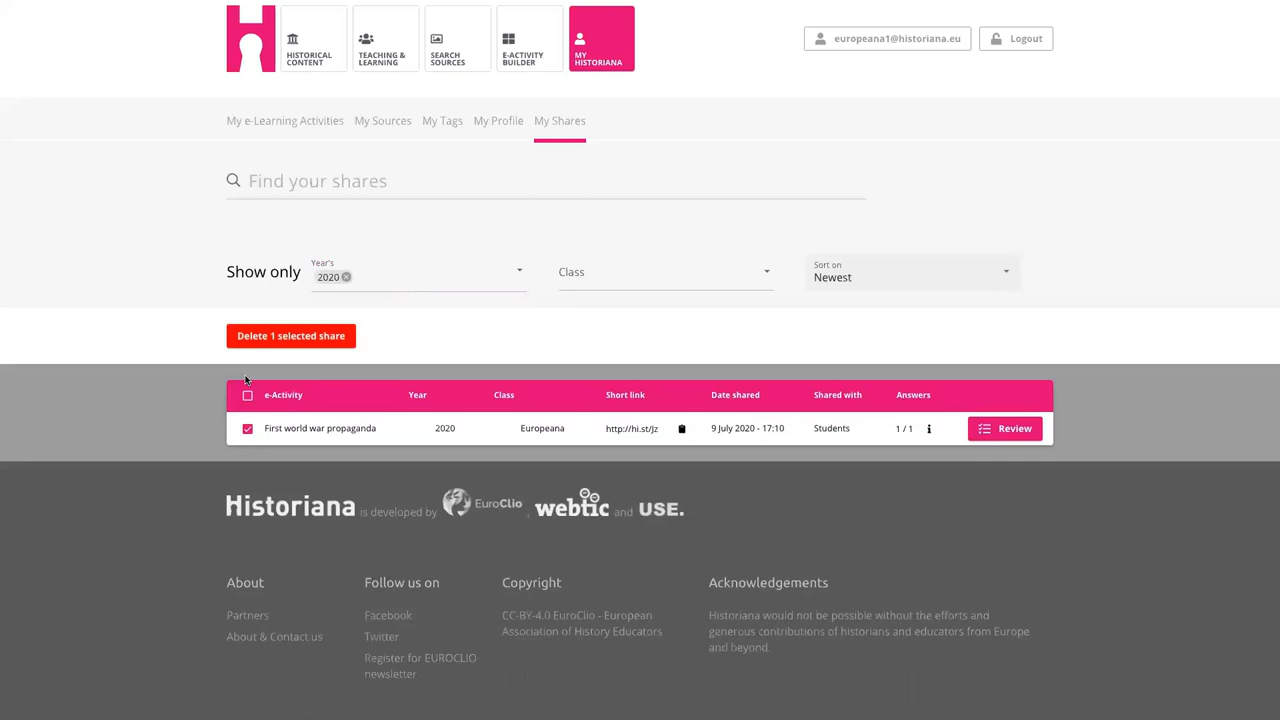 HISTORICAL CONTENT
TEACHING & LEARNING
SEARCH SOURCES
E-ACTIVITY BUILDER
MY HISTORIANA
europeana1@historiana.eu
Logout
My e-Learning Activities My Sources My Tags My Profile My Shares
Find your shares
Show only
Year's
2020
Class
Sort on
Newest
Delete 1 selected share
e-Activity Year Class Short link Date shared Shared with Answers
First world war propaganda 2020 Europeana http://hi.st/Jz 9 July 2020 - 17:10 Students 1 / 1 Review
Historiana is developed by EuroClio , webtic and USE.
About
Partners
About & Contact us
Follow us on
Facebook
Twitter
Register for EUROCLIO
newsletter
Copyright
CC-BY-4.0 EuroClio - European
Association of History Educators
Acknowledgements
Historiana would not be possible without the efforts and
generous contributions of historians and educators from Europe
and beyond.